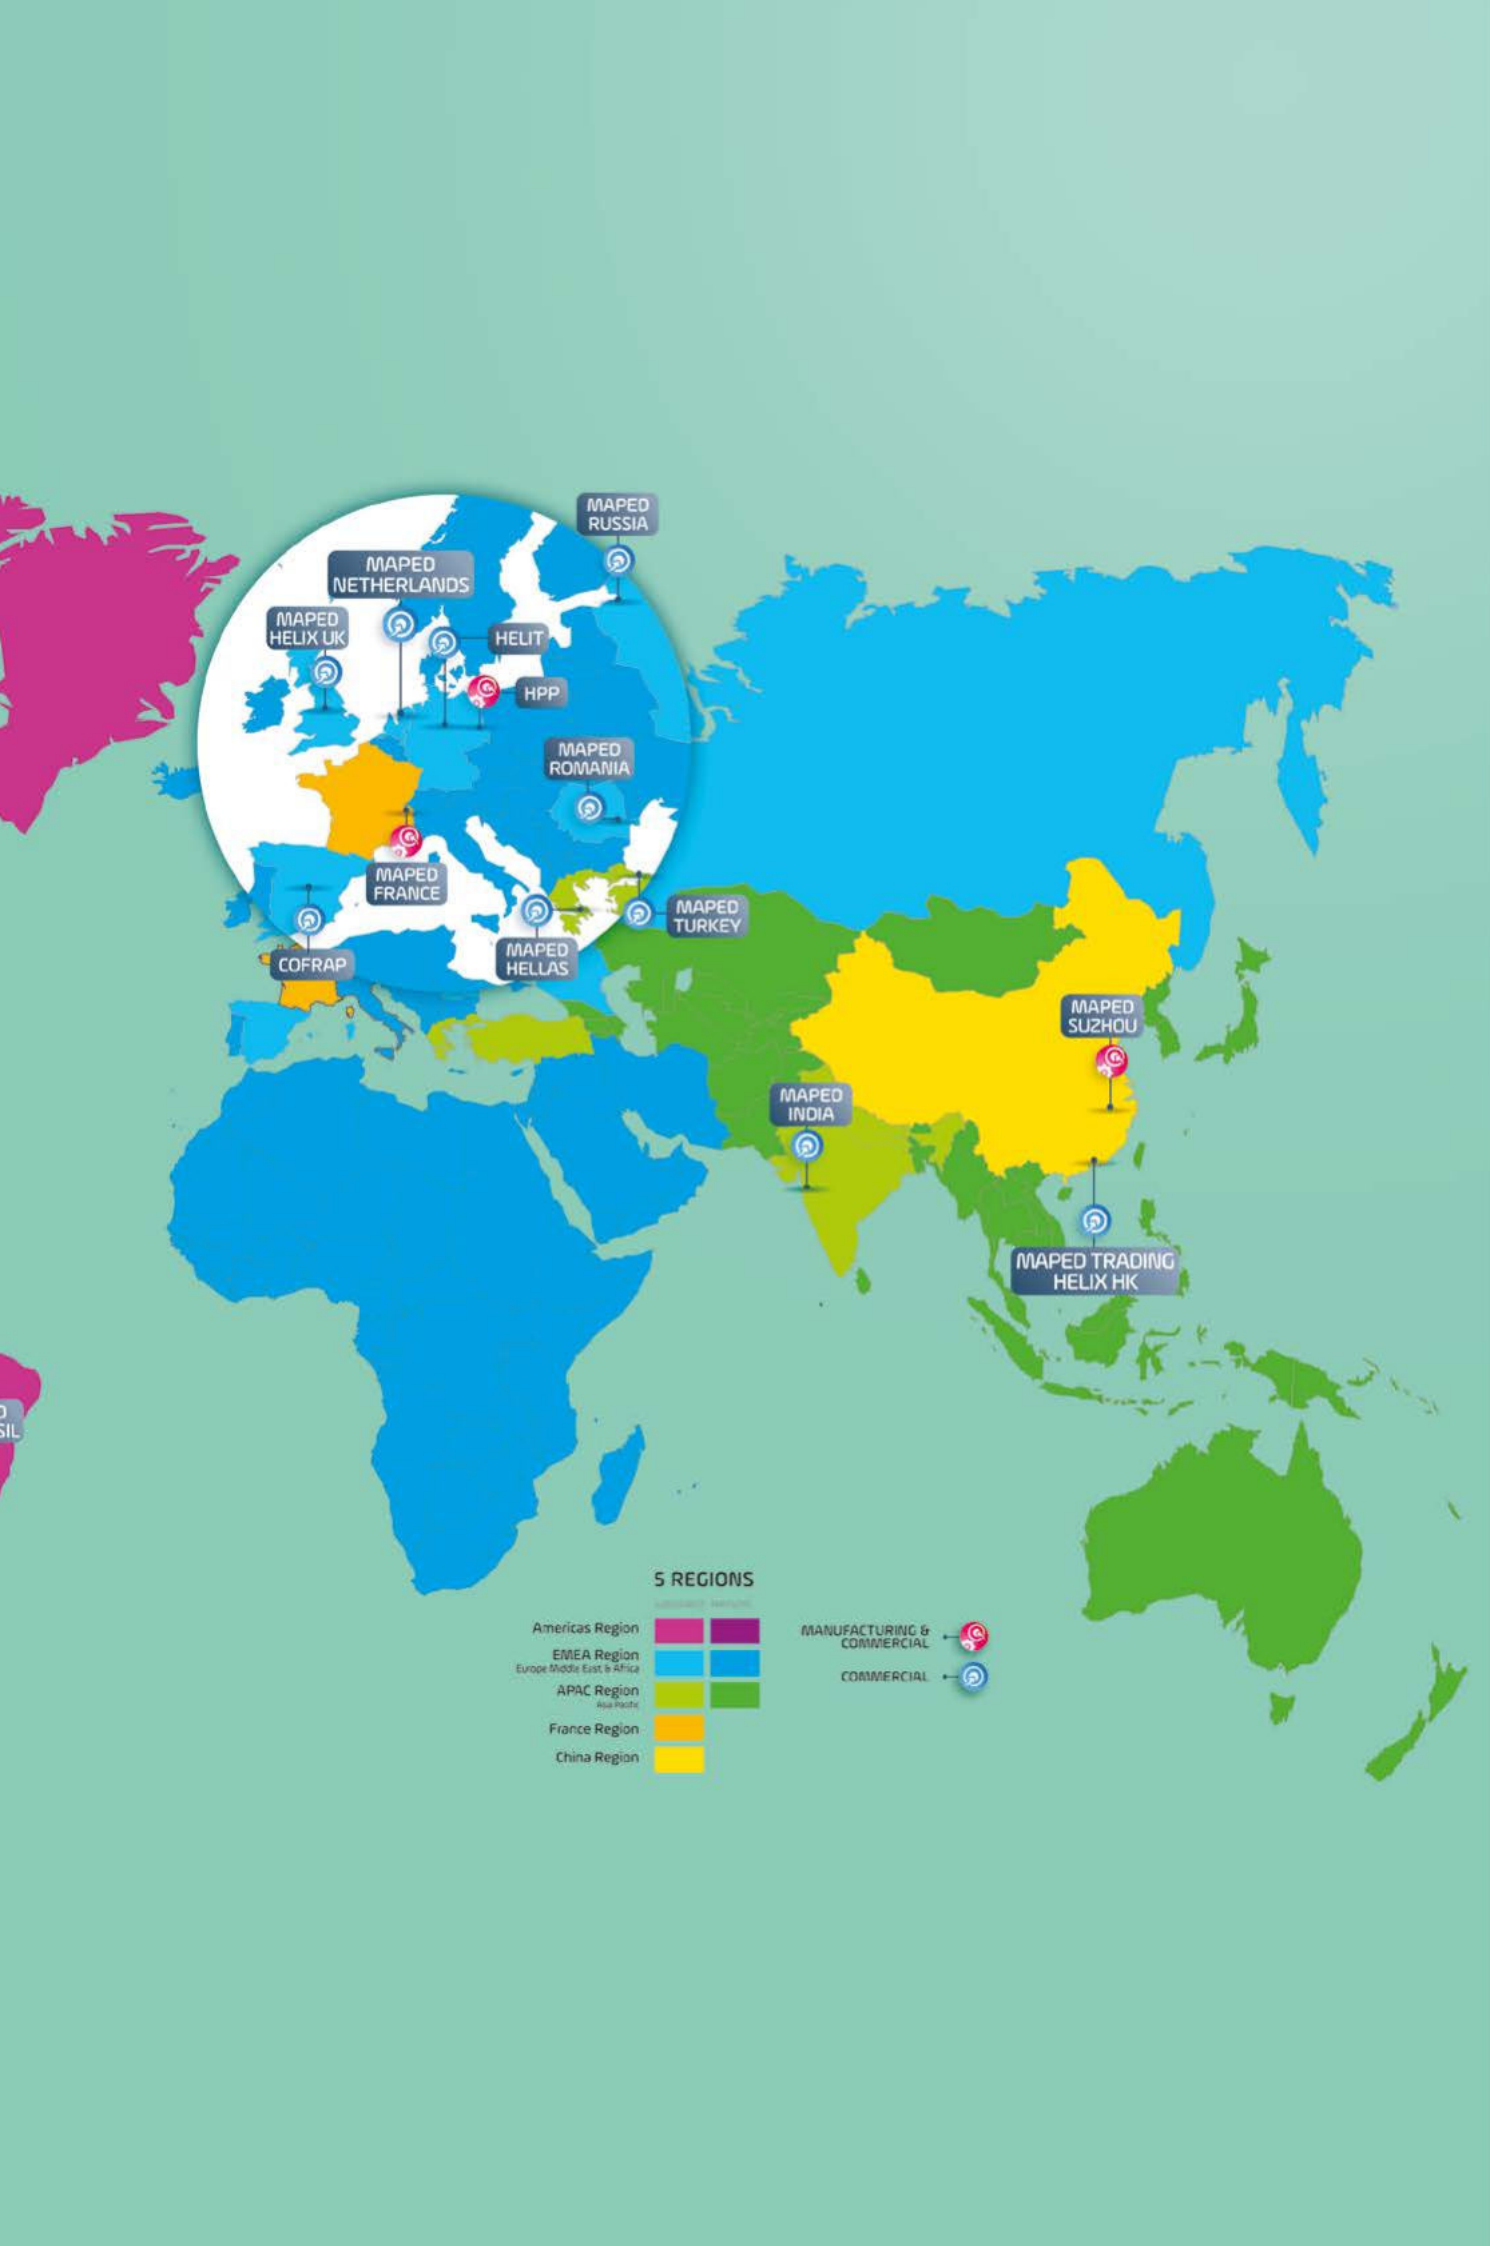 MAPED
RUSSIA
MAPED
NETHERLANDS
MAPED
HELIX UK
HELIT
HPP
MAPED
ROMANIA
MAPED
FRANCE
MAPED
TURKEY
COFRAP
MAPED
HELLAS
MAPED
SUZHOU
MAPED
INDIA
MAPED TRADING
HELIX HK
SIL
5 REGIONS
Americas Region
EMEA Region
Europe Middle East & Africa
APAC Region
Asia Pacific
France Region
China Region
MANUFACTURING &
COMMERCIAL
COMMERCIAL